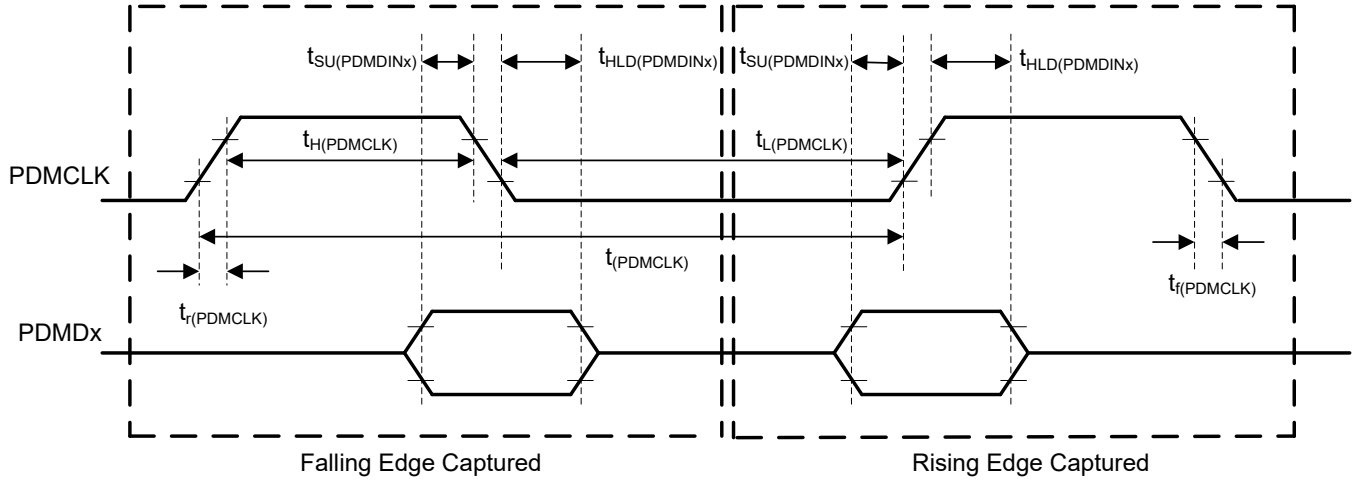 tSU(PDMDINx) tHLD(PDMDINx) tSU(PDMDINx) tHLD(PDMDINx)
tH(PDMCLK) tL(PDMCLK)
PDMCLK
t(PDMCLK)
tr(PDMCLK) tf(PDMCLK)
PDMDx
Falling Edge Captured Rising Edge Captured